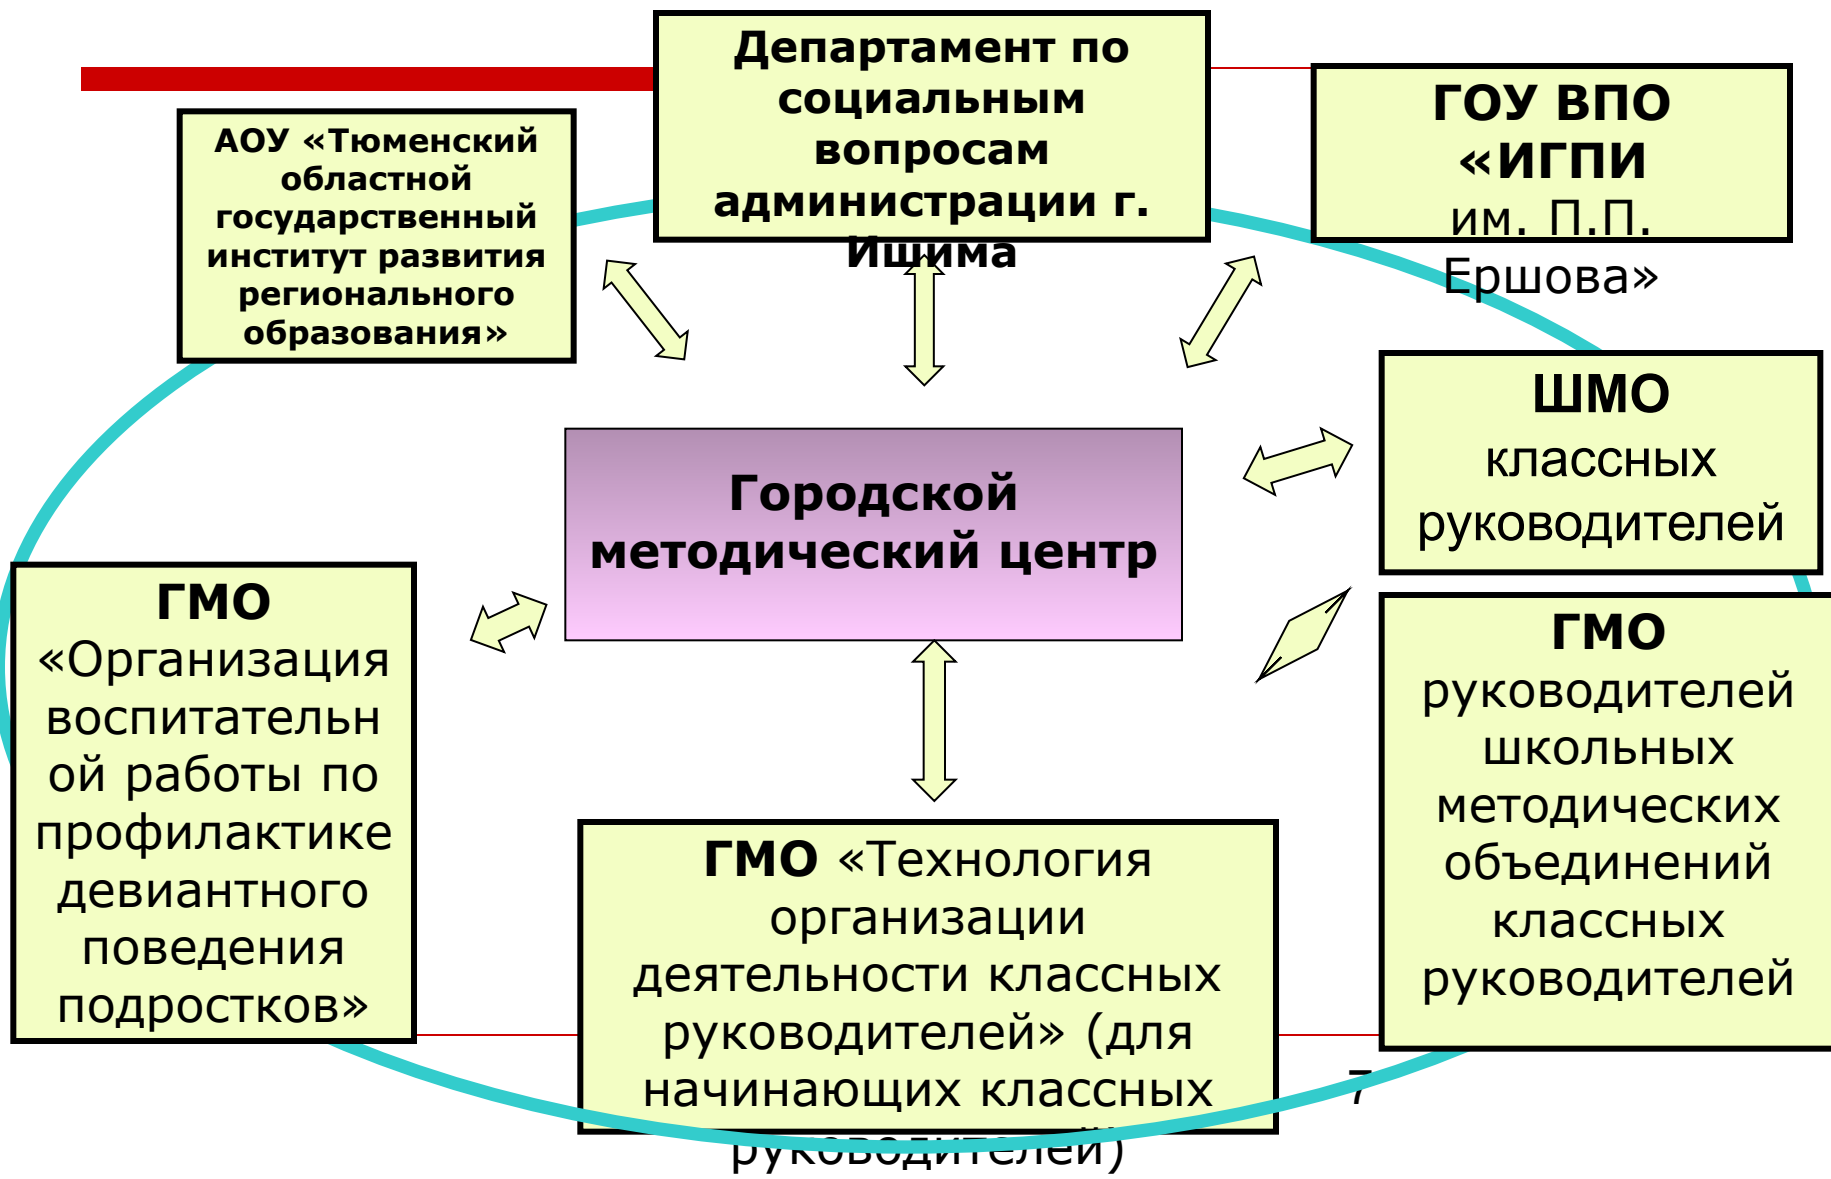 Департамент по
социальным
вопросам
администрации г.
Ишима
АОУ «Тюменский
областной
государственный
институт развития
регионального
образования»
ГОУ ВПО
«ИГПИ
им. П.П.
Ершова»
ШМО
классных
руководителей
Городской
методический центр
ГМО
«Организация
воспитательн
ой работы по
профилактике
девиантного
поведения
подростков»
ГМО «Технология
организации
деятельности классных
руководителей» (для
начинающих классных
руководителей)
ГМО
руководителей
школьных
методических
объединений
классных
руководителей
7